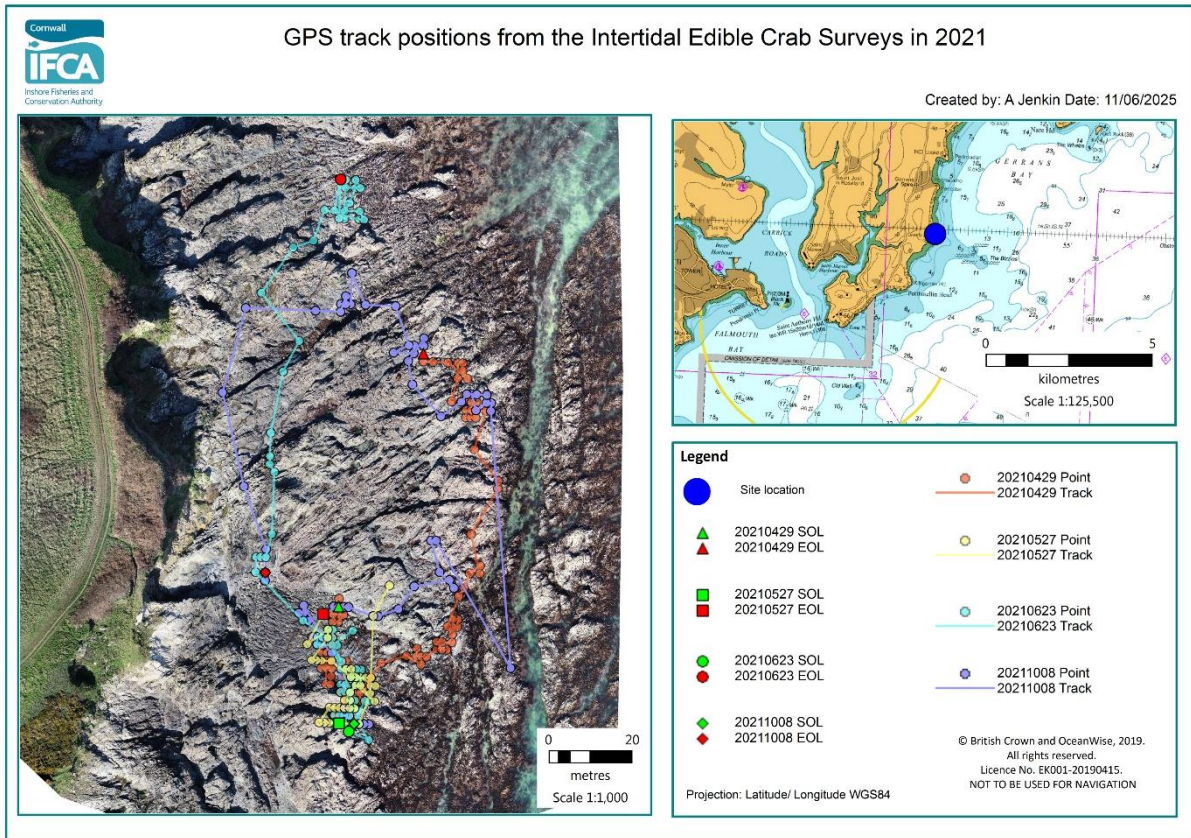 Cornwall
IFCA
Inshore Fisheries and
Conservation Authority
GPS track positions from the Intertidal Edible Crab Surveys in 2021
Created by: A Jenkin Date: 11/06/2025
0 20
metres
Scale 1:1,000
GERRANS
BAY
CARRICK
ROADS
FALMOUTH
BAY
OMISSION OF DETAIL
0 5
kilometres
Scale 1:125,500
Legend
Site location
20210429 SOL
20210429 EOL
20210527 SOL
20210527 EOL
20210623 SOL
20210623 EOL
20211008 SOL
20211008 EOL
20210429 Point
20210429 Track
20210527 Point
20210527 Track
20210623 Point
20210623 Track
20211008 Point
20211008 Track
© British Crown and OceanWise, 2019.
All rights reserved.
Licence No. EK001-20190415.
NOT TO BE USED FOR NAVIGATION
Projection: Latitude/ Longitude WGS84